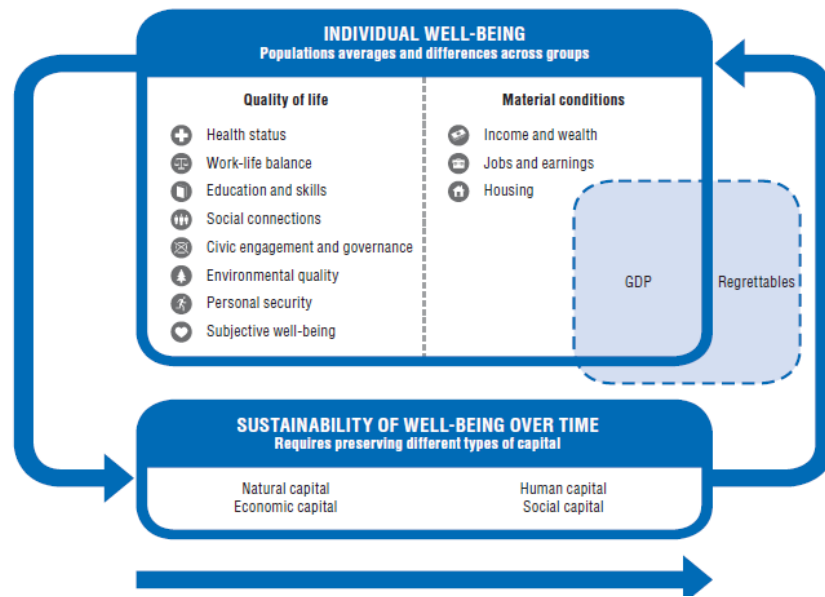 INDIVIDUAL WELL-BEING
Populations averages and differences across groups
Quality of life
Health status
Work-life balance
Education and skills
Social connections
Civic engagement and governance
Environmental quality
Personal security
Subjective well-being
Material conditions
Income and wealth
Jobs and earnings
Housing
GDP
Regrettables
SUSTAINABILITY OF WELL-BEING OVER TIME
Requires preserving different types of capital
Natural capital
Economic capital
Human capital
Social capital